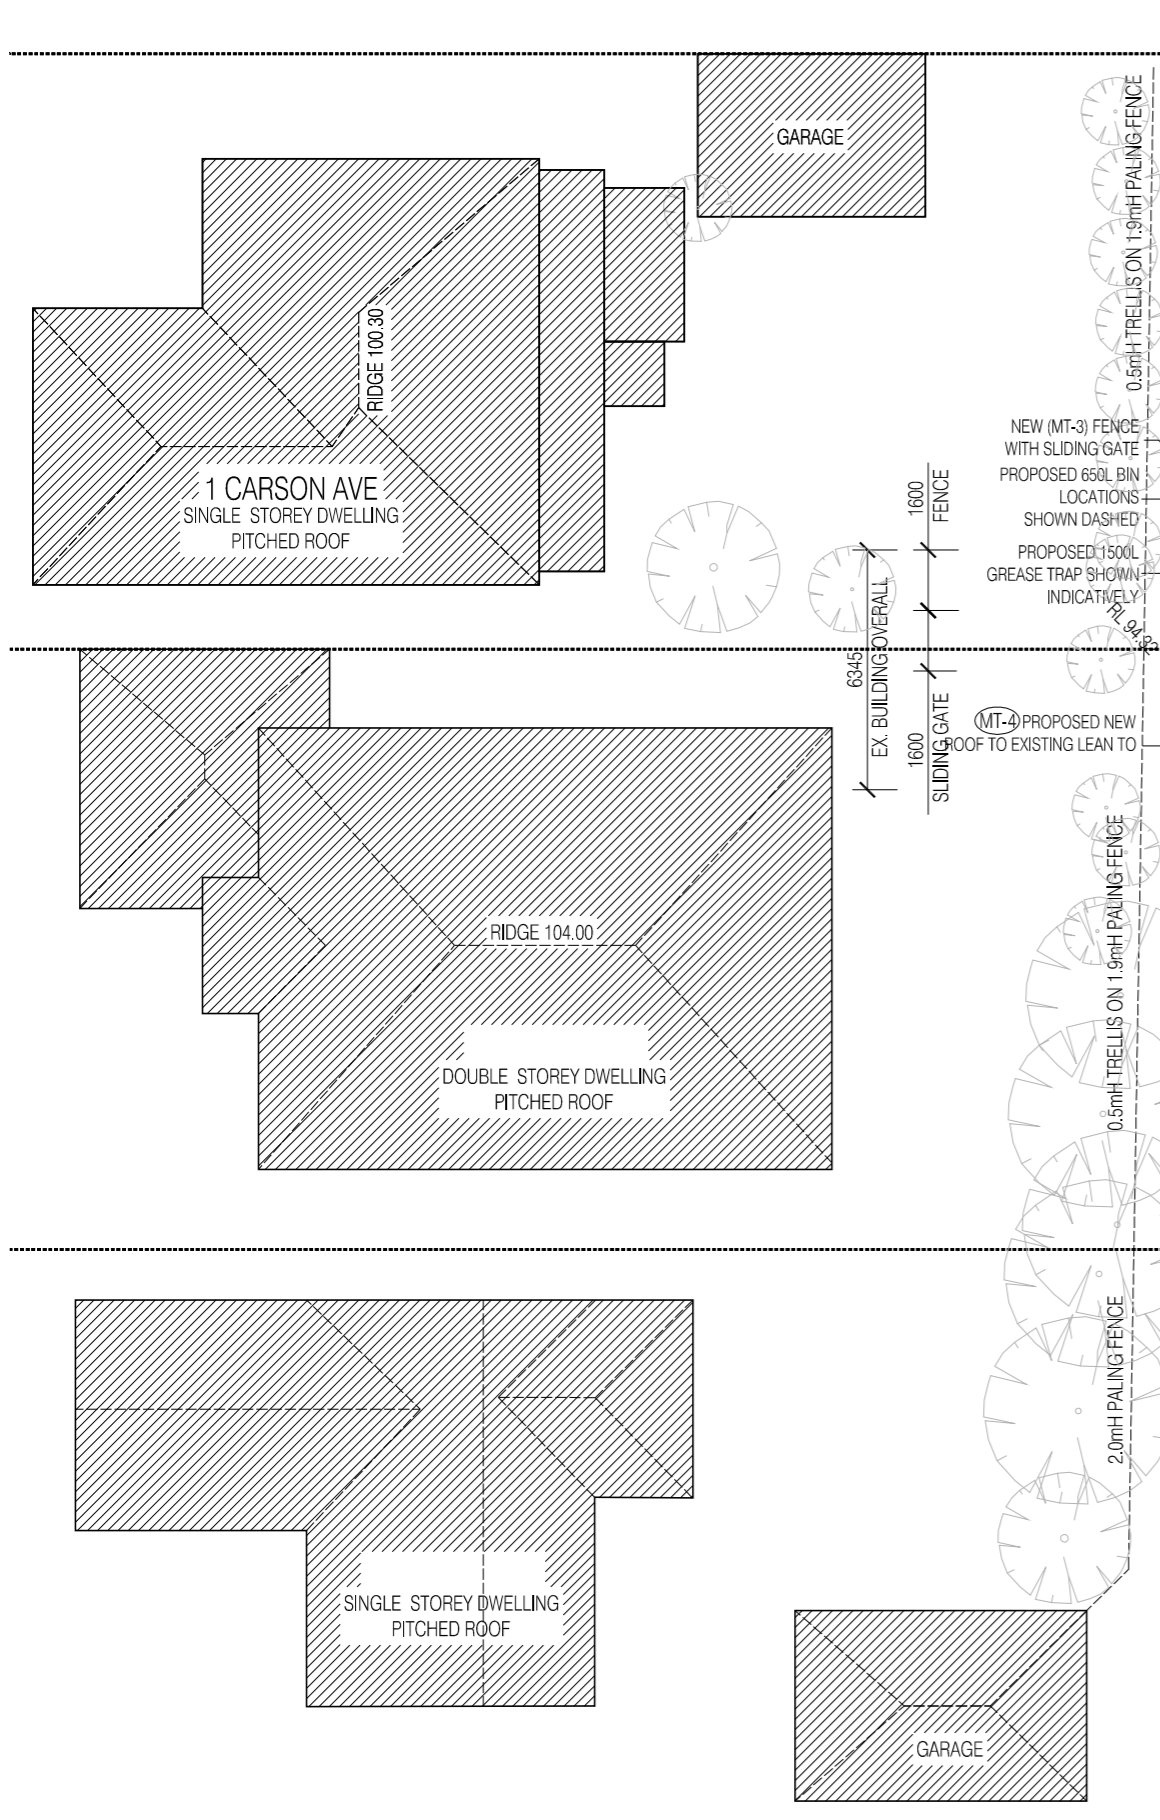 GARAGE
0.5mH TRELLIS ON 1.9mH PALING FENCE
RIDGE 100.30
1 CARSON AVE
SINGLE STOREY DWELLING
PITCHED ROOF
NEW (MT-3) FENCE
WITH SLIDING GATE
PROPOSED 650L BIN
LOCATIONS
SHOWN DASHED
PROPOSED 1500L
GREASE TRAP SHOWN
INDICATIVELY
1600
FENCE
RL 94.32
6345
EX. BUILDING OVERALL
1600
SLIDING GATE
MT-4 PROPOSED NEW
ROOF TO EXISTING LEAN TO
RIDGE 104.00
0.5mH TRELLIS ON 1.9mH PALING FENCE
DOUBLE STOREY DWELLING
PITCHED ROOF
2.0mH PALING FENCE
SINGLE STOREY DWELLING
PITCHED ROOF
GARAGE